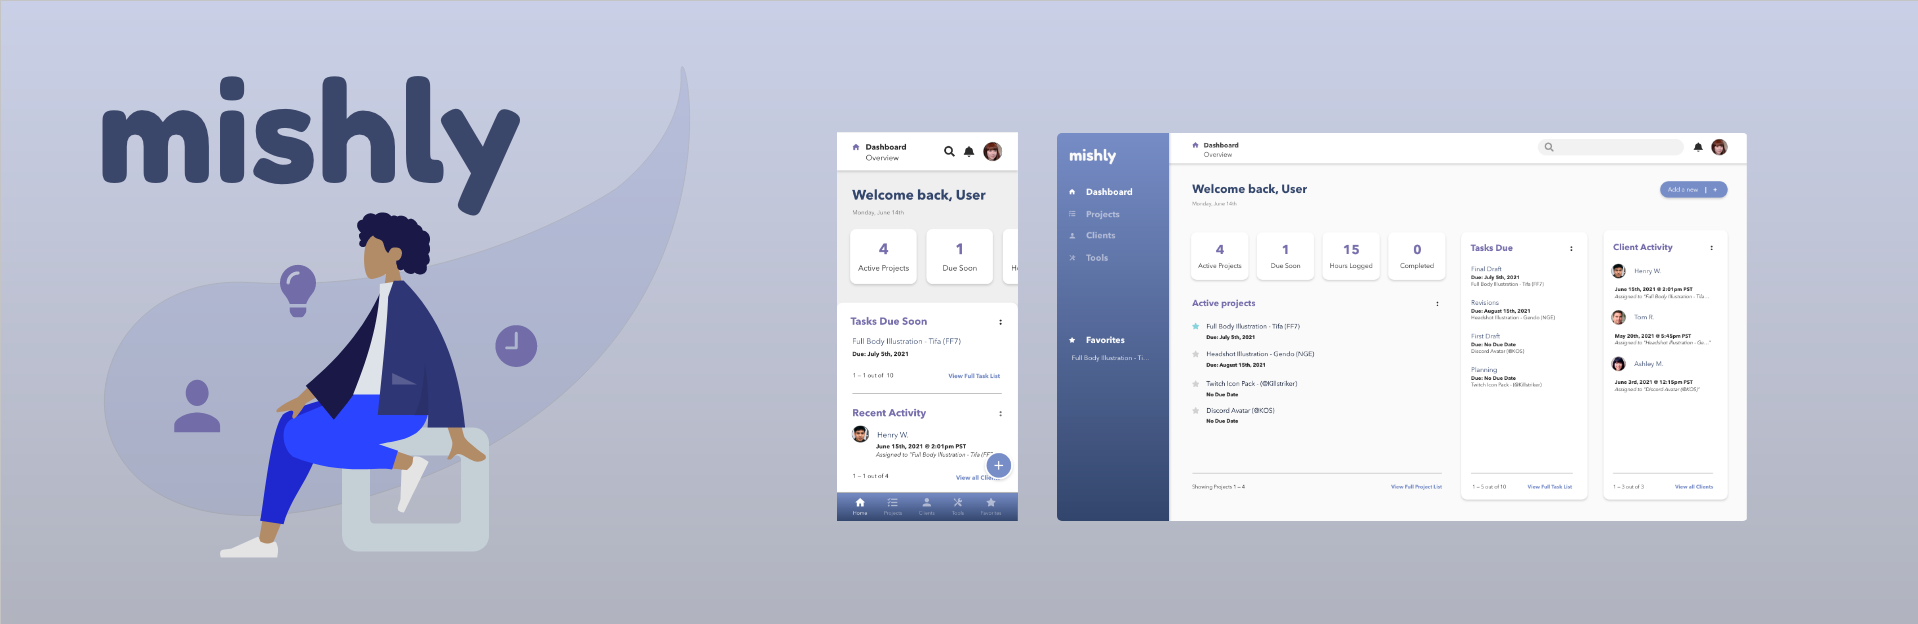 mishly
Dashboard
Overview
Welcome back, User
Monday, June 14th
4
Active Projects
1
Due Soon
H
Tasks Due Soon
Full Body Illustration - Tifa (FF7)
Due: July 5th, 2021
1 – 1 out of 10
View Full Task List
Recent Activity
Henry W.
June 15th, 2021 @ 2:01pm PST
Assigned to "Full Body Illustration - Tifa (FF7
1 – 1 out of 4
View all Clien
Home
Projects
Clients
Tools
Favorites
mishly
Dashboard
Projects
Clients
Tools
Favorites
Full Body Illustration - Ti...
Dashboard
Overview
Welcome back, User
Monday, June 14th
Add a new | +
4
Active Projects
1
Due Soon
15
Hours Logged
0
Completed
Active projects
Full Body Illustration - Tifa (FF7)
Due: July 5th, 2021
Headshot Illustration - Gendo (NGE)
Due: August 15th, 2021
Twitch Icon Pack - (@Killstriker)
No Due Date
Discord Avatar (@KOS)
No Due Date
Showing Projects 1 – 4
View Full Project List
Tasks Due
Final Draft
Due: July 5th, 2021
Full Body Illustration - Tifa (FF7)
Revisions
Due: August 15th, 2021
Headshot Illustration - Gendo (NGE)
First Draft
Due: No Due Date
Discord Avatar (@KOS)
Planning
Due: No Due Date
Twitch Icon Pack - (@Killstriker)
1 – 5 out of 10
View Full Task List
Client Activity
Henry W.
June 15th, 2021 @ 2:01pm PST
Assigned to "Full Body Illustration - Tifa ...
Tom R.
May 20th, 2021 @ 5:45pm PST
Assigned to "Headshot Illustration - Ge..."
Ashley M.
June 3rd, 2021 @ 12:15pm PST
Assigned to "Discord Avatar (@KOS)"
1 – 3 out of 3
View all Clients